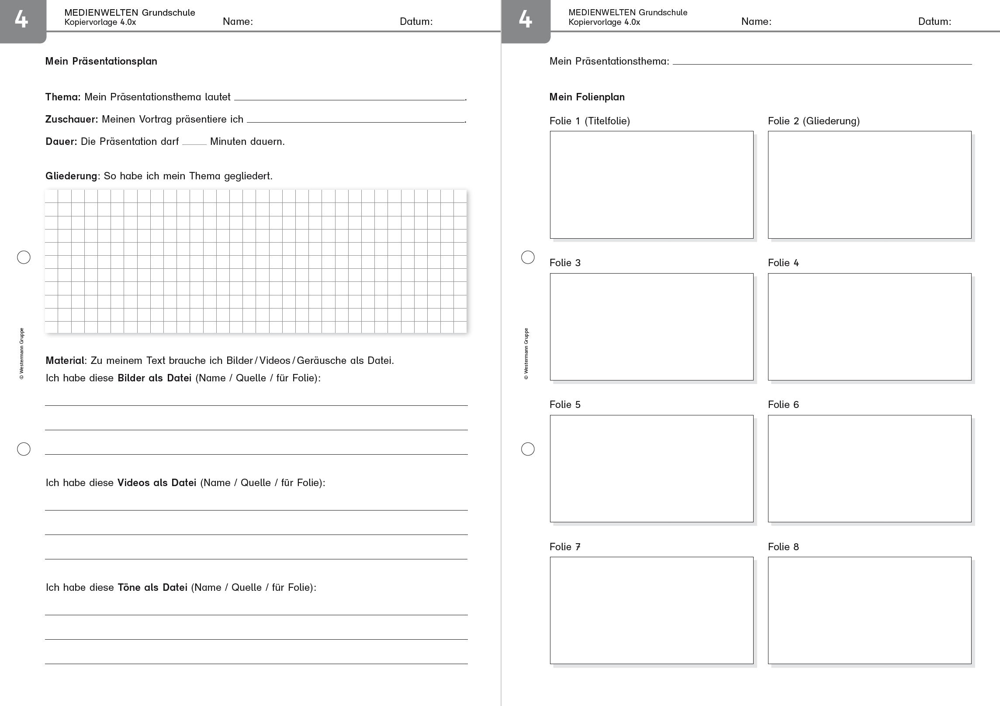 4
MEDIENWELTEN Grundschule
Kopiervorlage 4.0x
Name:
Datum:
Mein Präsentationsplan
Thema: Mein Präsentationsthema lautet .
Zuschauer: Meinen Vortrag präsentiere ich .
Dauer: Die Präsentation darf Minuten dauern.
Gliederung: So habe ich mein Thema gegliedert.
Material: Zu meinem Text brauche ich Bilder/Videos/Geräusche als Datei.
Ich habe diese Bilder als Datei (Name / Quelle / für Folie):
Ich habe diese Videos als Datei (Name / Quelle / für Folie):
Ich habe diese Töne als Datei (Name / Quelle / für Folie):
© Westermann Gruppe
4
MEDIENWELTEN Grundschule
Kopiervorlage 4.0x
Name:
Datum:
Mein Präsentationsthema:
Mein Folienplan
Folie 1 (Titelfolie)
Folie 2 (Gliederung)
Folie 3
Folie 4
Folie 5
Folie 6
Folie 7
Folie 8
© Westermann Gruppe